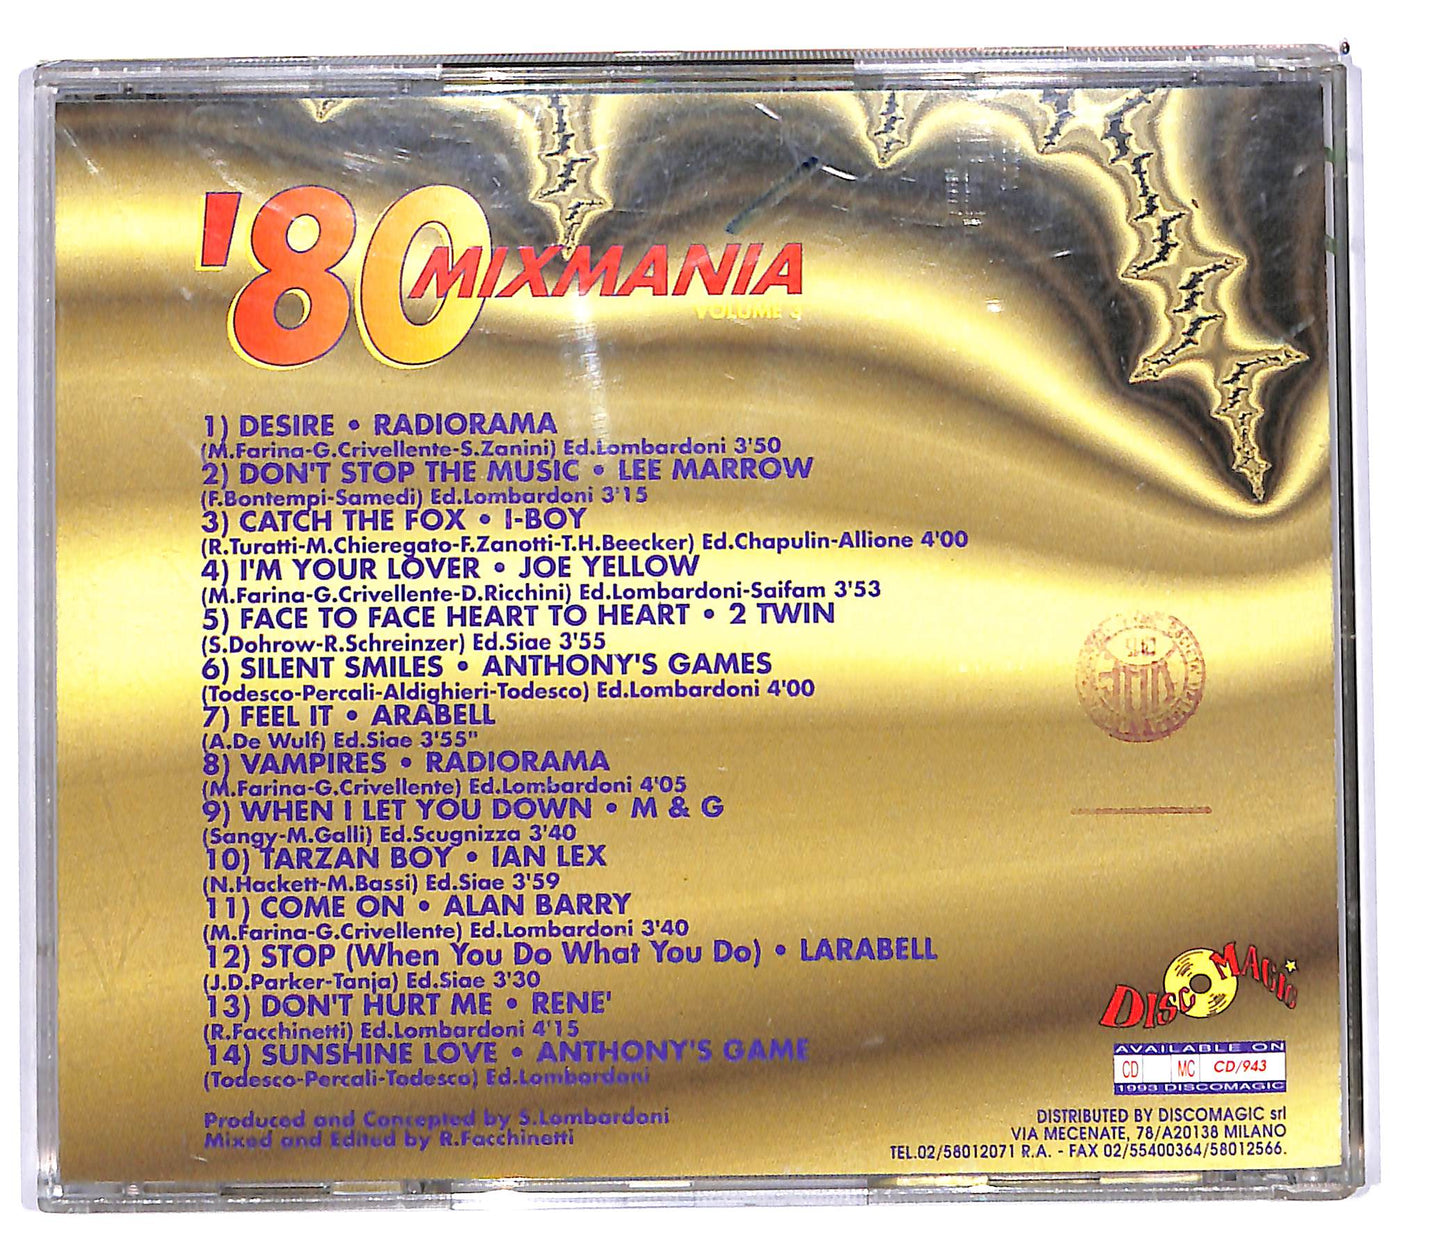 '80 MIXMANIA
VOLUME 3
1) DESIRE • RADIORAMA
(M.Farina-G.Crivellente-S.Zanini) Ed.Lombardoni 3'50
2) DON'T STOP THE MUSIC • LEE MARROW
(F.Bontempi-Samedi) Ed.Lombardoni 3'15
3) CATCH THE FOX • I-BOY
(R.Turatti-M.Chieregato-F.Zanotti-T.H.Beecker) Ed.Chapulin-Allione 4'00
4) I'M YOUR LOVER • JOE YELLOW
(M.Farina-G.Crivellente-D.Ricchini) Ed.Lombardoni-Saifam 3'53
5) FACE TO FACE HEART TO HEART • 2 TWIN
(S.Dohrow-R.Schreinzer) Ed.Siae 3'55
6) SILENT SMILES • ANTHONY'S GAMES
(Todesco-Percali-Aldighieri-Todesco) Ed.Lombardoni 4'00
7) FEEL IT • ARABELL
(A.De Wulf) Ed.Siae 3'55"
8) VAMPIRES • RADIORAMA
(M.Farina-G.Crivellente) Ed.Lombardoni 4'05
9) WHEN I LET YOU DOWN • M & G
(Sangy-M.Galli) Ed.Scugnizza 3'40
10) TARZAN BOY • IAN LEX
(N.Hackett-M.Bassi) Ed.Siae 3'59
11) COME ON • ALAN BARRY
(M.Farina-G.Crivellente) Ed.Lombardoni 3'40
12) STOP (When You Do What You Do) • LARABELL
(J.D.Parker-Tanja) Ed.Siae 3'30
13) DON'T HURT ME • RENE'
(R.Facchinetti) Ed.Lombardoni 4'15
14) SUNSHINE LOVE • ANTHONY'S GAME
(Todesco-Percali-Todesco) Ed.Lombardoni
Produced and Concepted by S.Lombardoni
Mixed and Edited by R.Facchinetti
DISCOMAGIC
AVAILABLE ON
CD MC CD/943
1993 DISCOMAGIC
DISTRIBUTED BY DISCOMAGIC srl
VIA MECENATE, 78/A20138 MILANO
TEL.02/58012071 R.A. - FAX 02/55400364/58012566.